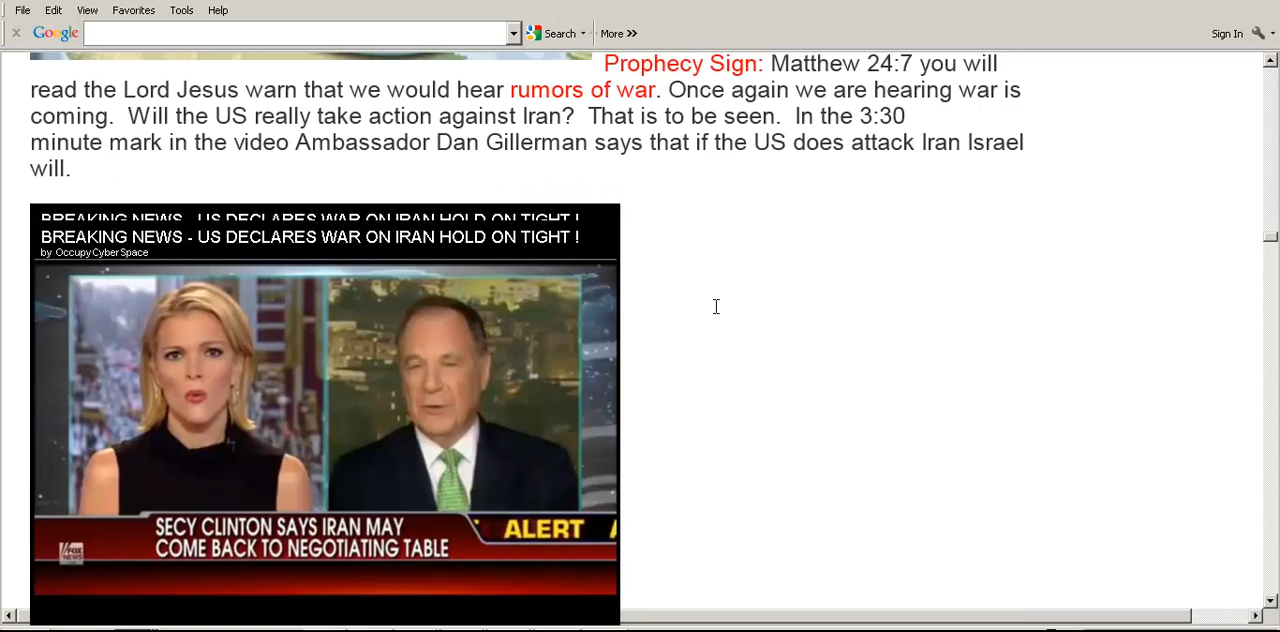 File Edit View Favorites Tools Help
Google Search More >> Sign In
Prophecy Sign: Matthew 24:7 you will
read the Lord Jesus warn that we would hear rumors of war. Once again we are hearing war is
coming. Will the US really take action against Iran? That is to be seen. In the 3:30
minute mark in the video Ambassador Dan Gillerman says that if the US does attack Iran Israel
will.
BREAKING NEWS - US DECLARES WAR ON IRAN HOLD ON TIGHT !
BREAKING NEWS - US DECLARES WAR ON IRAN HOLD ON TIGHT !
by OccupyCyberSpace
SECY CLINTON SAYS IRAN MAY
COME BACK TO NEGOTIATING TABLE
ALERT
FOX
NEWS